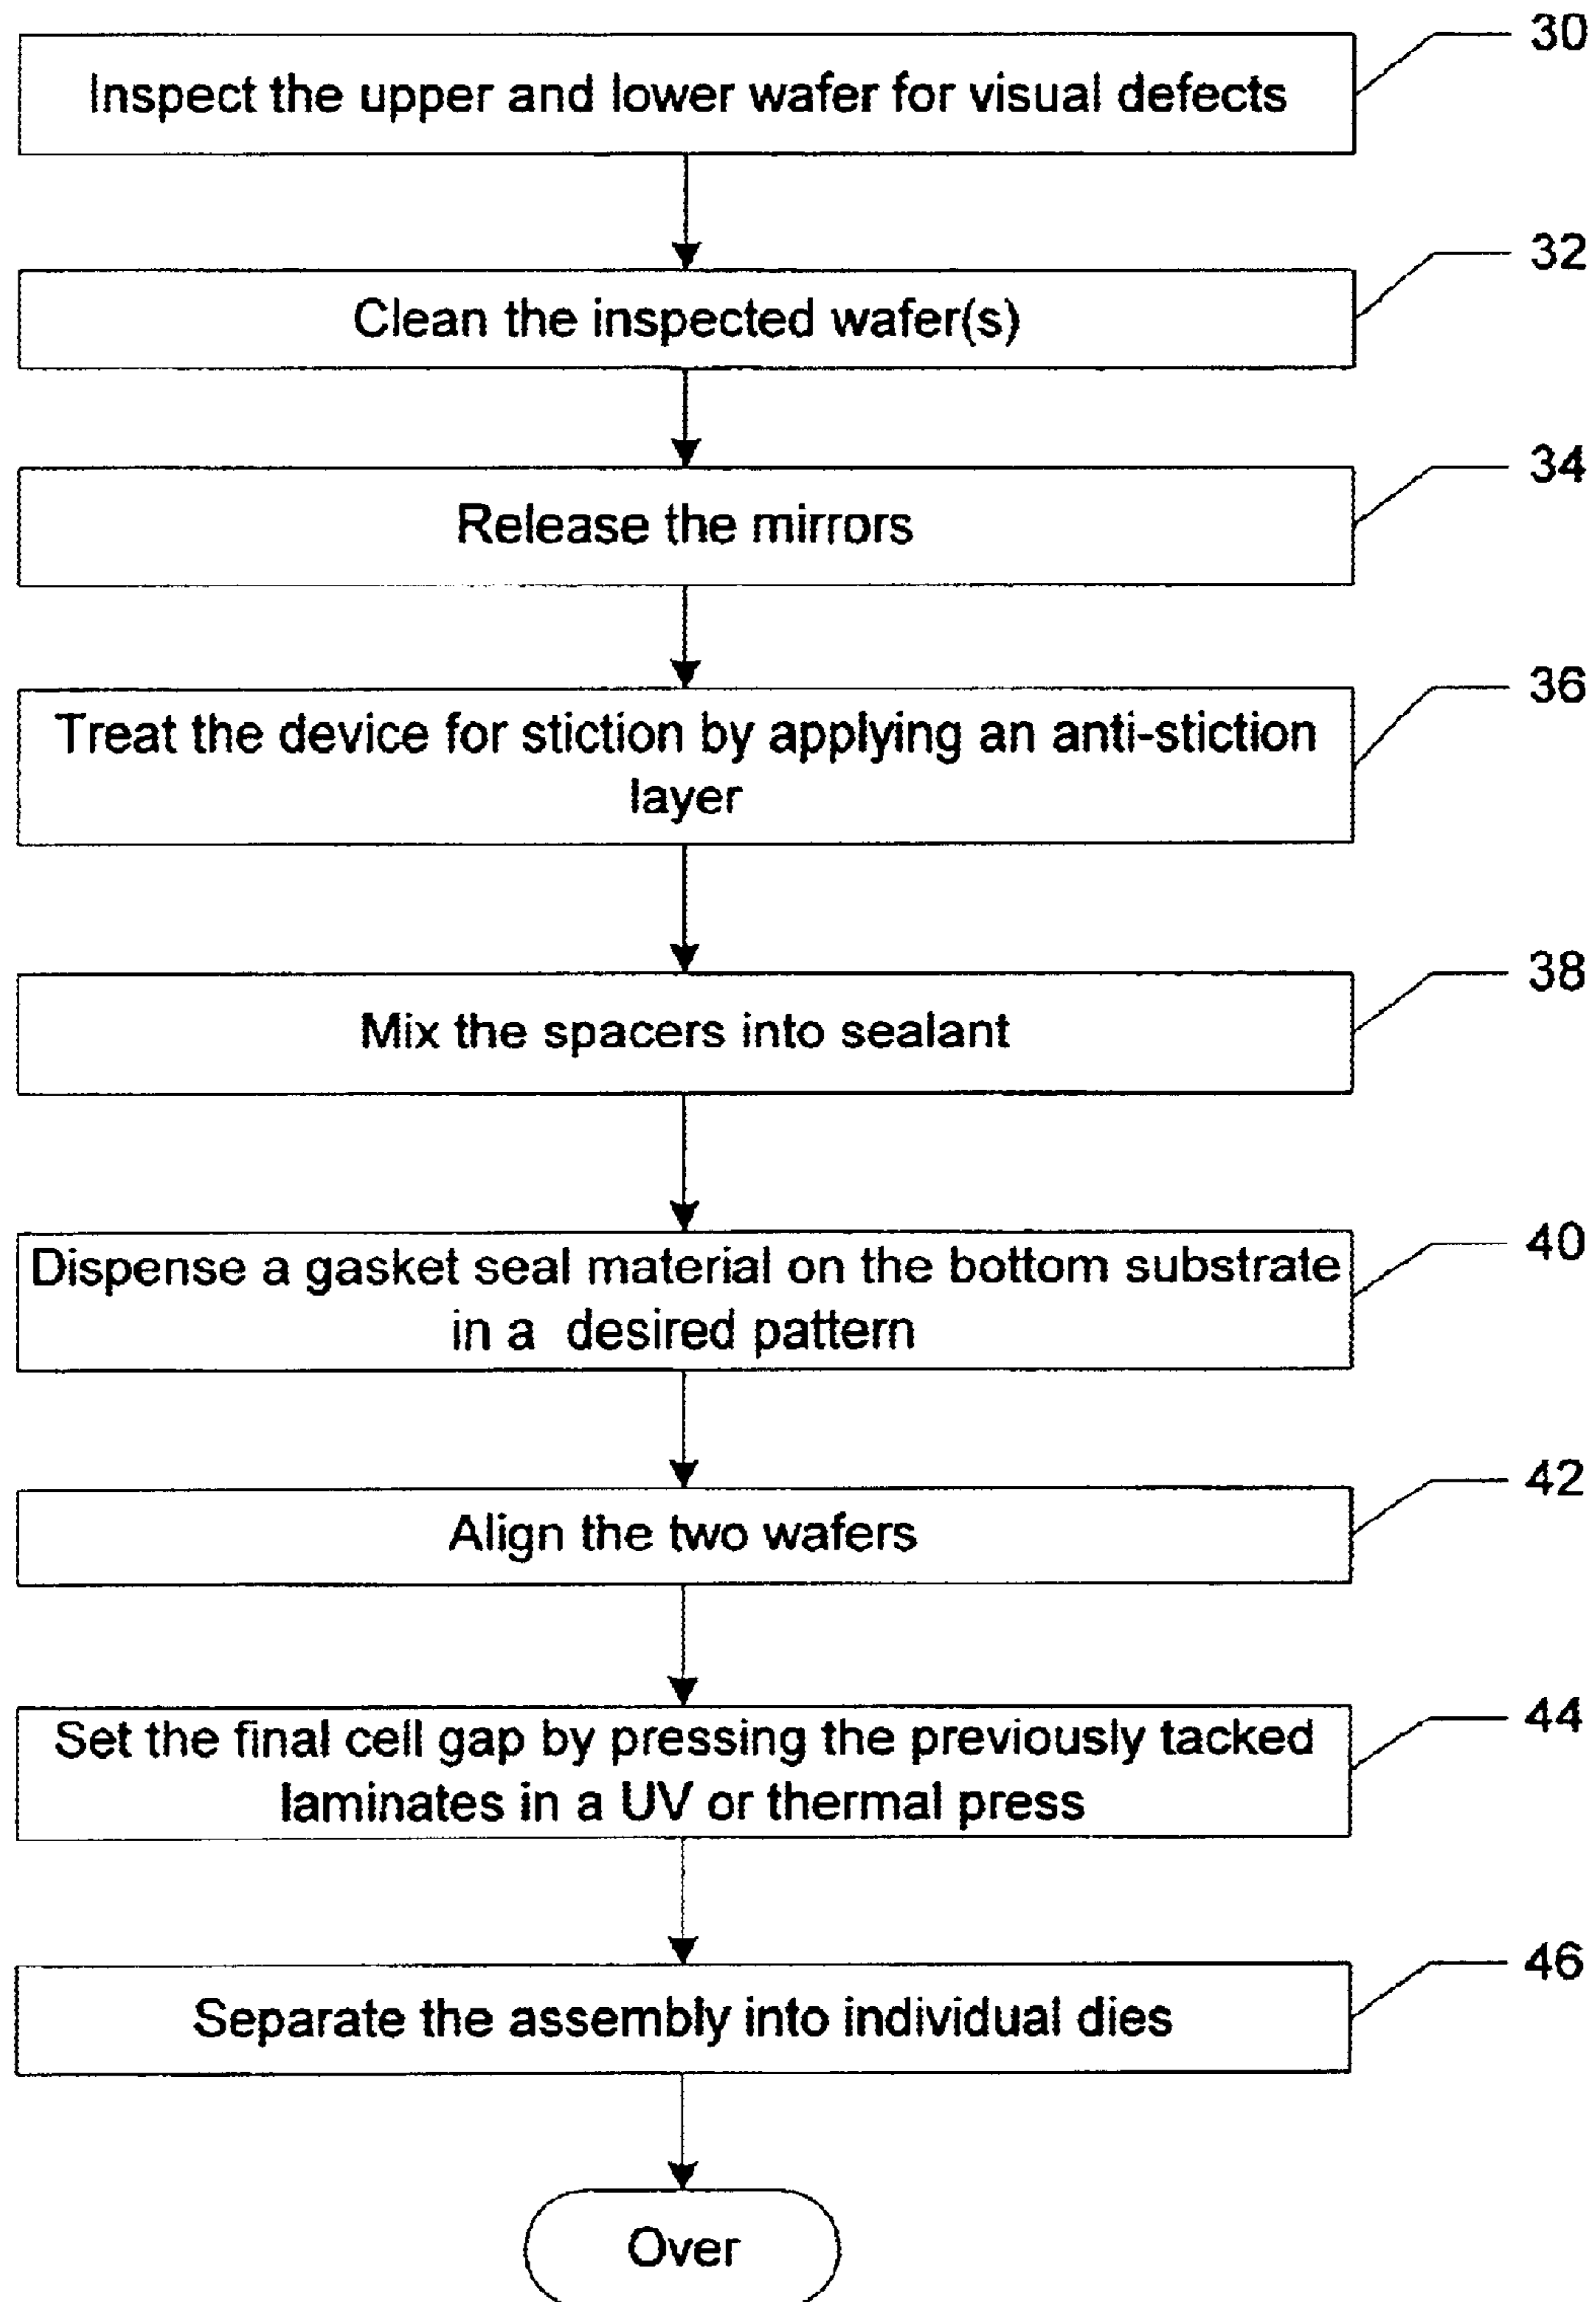 30
Inspect the upper and lower wafer for visual defects
32
Clean the inspected wafer(s)
34
Release the mirrors
36
Treat the device for stiction by applying an anti-stiction
layer
38
Mix the spacers into sealant
40
Dispense a gasket seal material on the bottom substrate
in a desired pattern
42
Align the two wafers
44
Set the final cell gap by pressing the previously tacked
laminates in a UV or thermal press
46
Separate the assembly into individual dies
Over